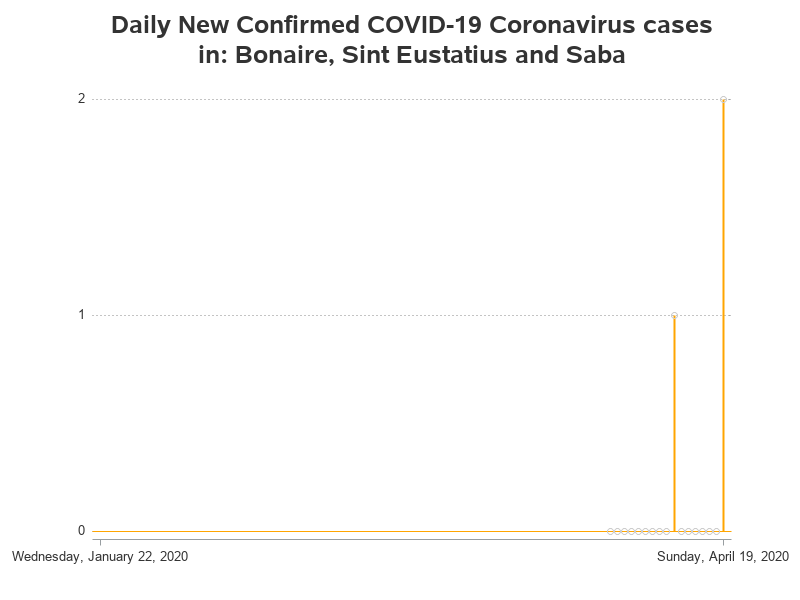 Daily New Confirmed COVID-19 Coronavirus cases
in: Bonaire, Sint Eustatius and Saba
2
1
0
Wednesday, January 22, 2020
Sunday, April 19, 2020